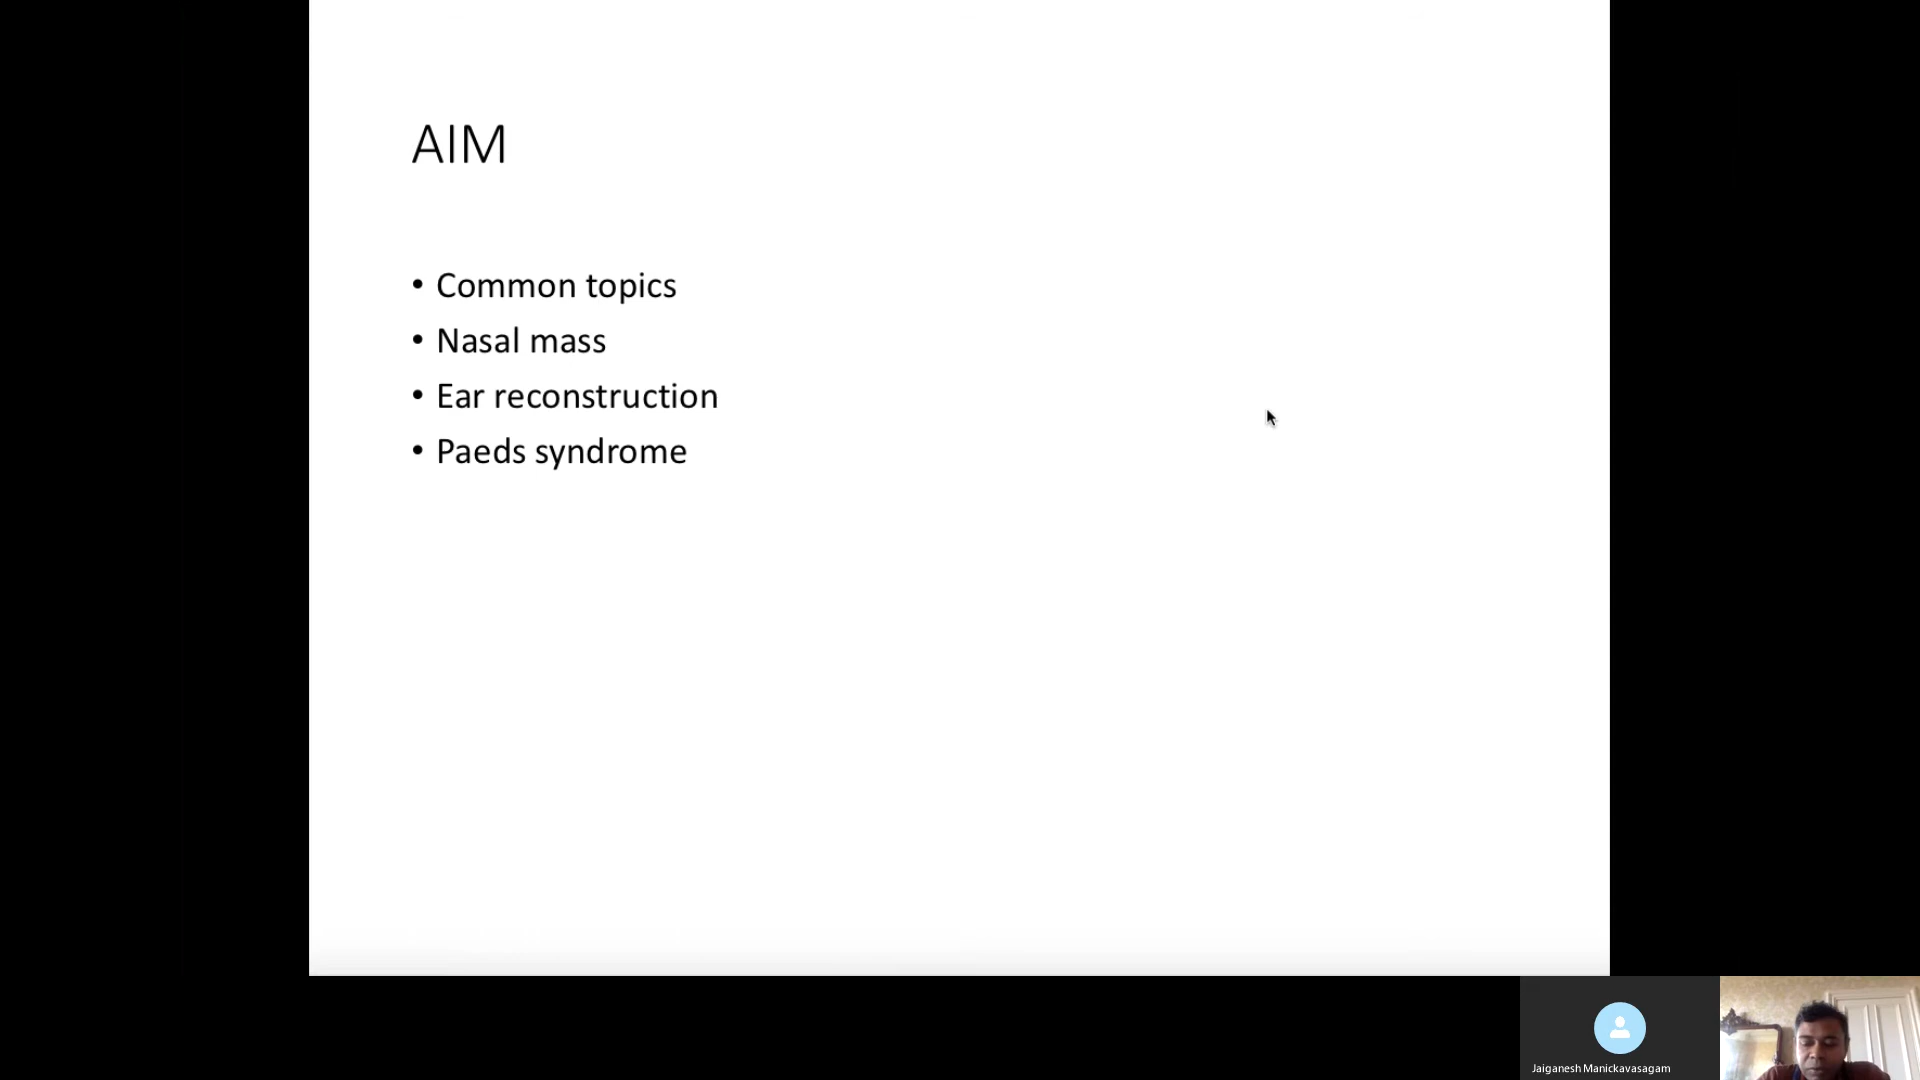 AIM
• Common topics
• Nasal mass
• Ear reconstruction
• Paeds syndrome
Jaiganesh Manickavasagam